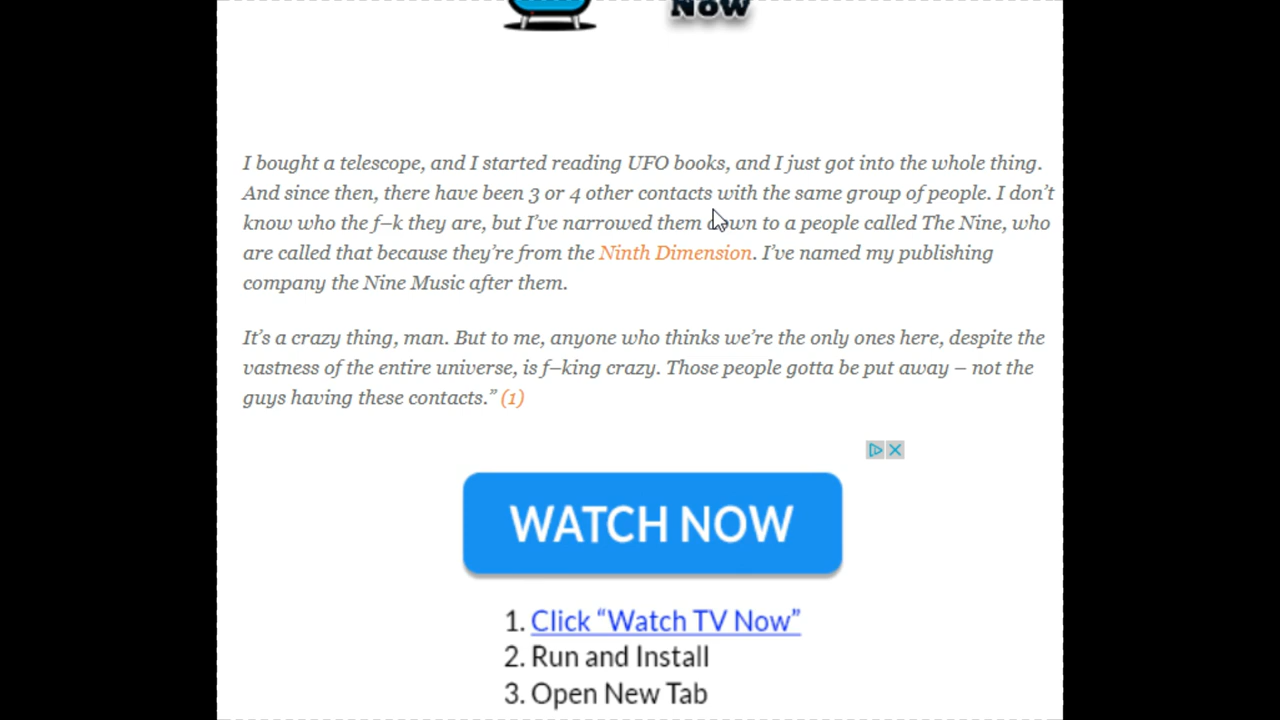 Now
I bought a telescope, and I started reading UFO books, and I just got into the whole thing.
And since then, there have been 3 or 4 other contacts with the same group of people. I don’t
know who the f–k they are, but I’ve narrowed them down to a people called The Nine, who
are called that because they’re from the Ninth Dimension. I’ve named my publishing
company the Nine Music after them.
It’s a crazy thing, man. But to me, anyone who thinks we’re the only ones here, despite the
vastness of the entire universe, is f–king crazy. Those people gotta be put away – not the
guys having these contacts.” (1)
WATCH NOW
1. Click “Watch TV Now”
2. Run and Install
3. Open New Tab